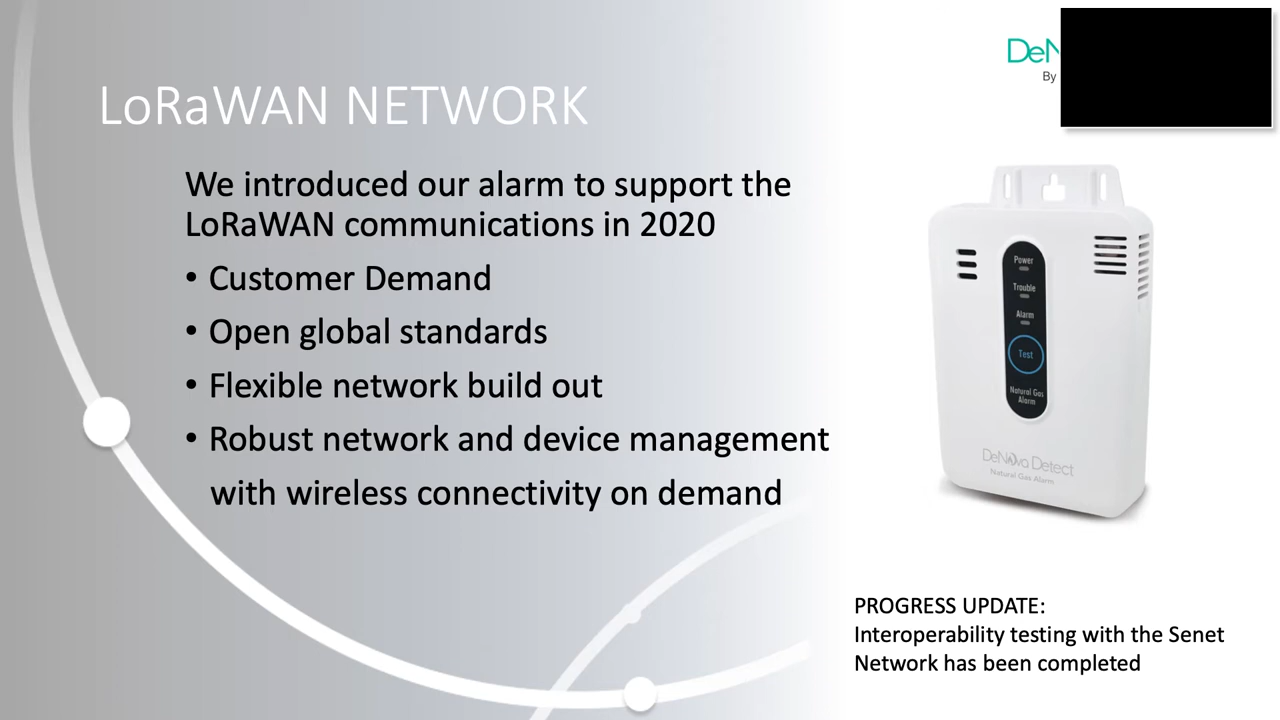 DeN
By
LoRaWAN NETWORK
We introduced our alarm to support the
LoRaWAN communications in 2020
• Customer Demand
• Open global standards
• Flexible network build out
• Robust network and device management
with wireless connectivity on demand
Power
Trouble
Alarm
Test
Natural Gas
Alarm
DeNova Detect
Natural Gas Alarm
PROGRESS UPDATE:
Interoperability testing with the Senet
Network has been completed